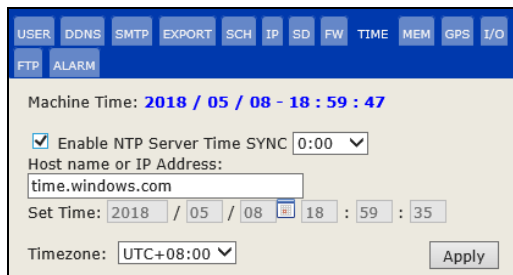 USER DDNS SMTP EXPORT SCH IP SD FW TIME MEM GPS I/O
FTP ALARM
Machine Time: 2018 / 05 / 08 - 18 : 59 : 47
Enable NTP Server Time SYNC 0:00
Host name or IP Address:
time.windows.com
Set Time: 2018 / 05 / 08 18 : 59 : 35
Timezone: UTC+08:00 Apply